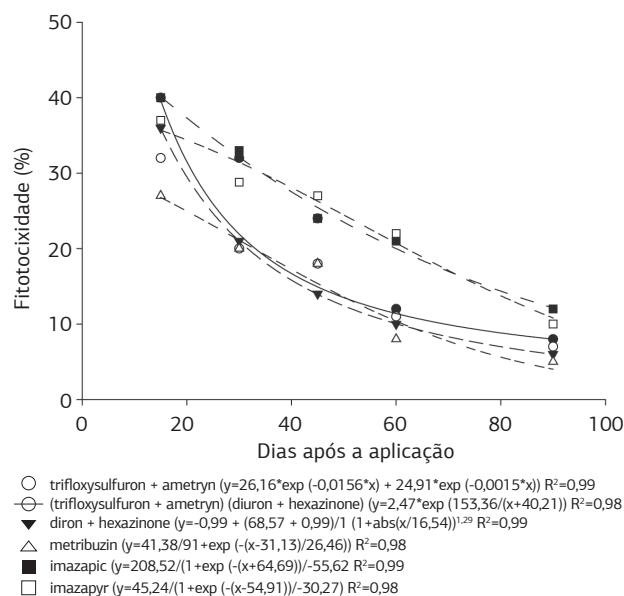 50
40
30
20
10
0
Fitotocixidade (%)
0 20 40 60 80 100
Dias após a aplicação
trifloxysulfuron + ametryn (y=26,16*exp (-0,0156*x) + 24,91*exp (-0,0015*x)) R²=0,99
(trifloxysulfuron + ametryn) (diuron + hexazinone) (y=2,47*exp (153,36/(x+40,21)) R²=0,98
diron + hexazinone (y=-0,99 + (68,57 + 0,99)/1 (1+abs(x/16,54))¹,²⁹ R²=0,99
metribuzin (y=41,38/91+exp (-(x-31,13)/26,46)) R²=0,98
imazapic (y=208,52/(1+exp (-(x+64,69))/-55,62 R²=0,99
imazapyr (y=45,24/(1+exp (-(x-54,91))/-30,27) R²=0,98